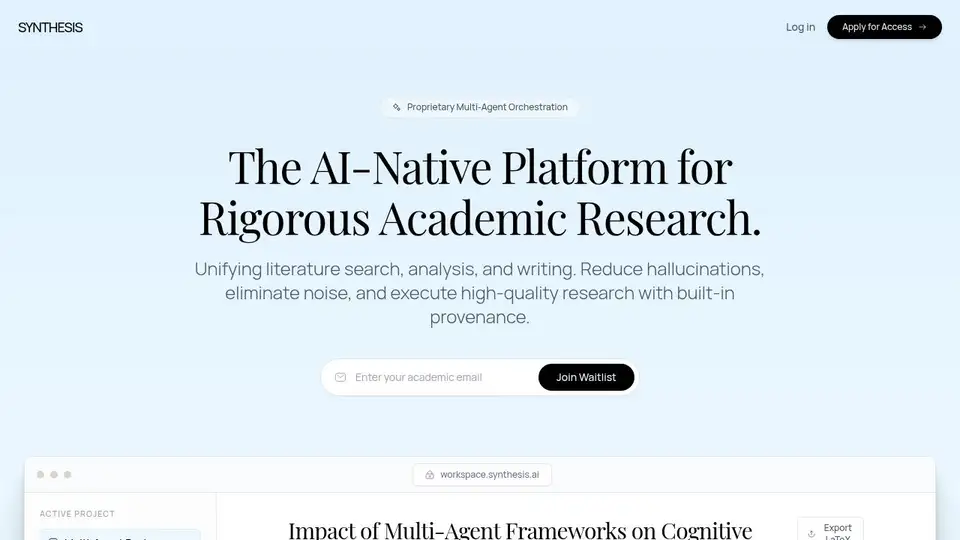 SYNTHESIS
Log in
Apply for Access
Proprietary Multi-Agent Orchestration
The AI-Native Platform for
Rigorous Academic Research.
Unifying literature search, analysis, and writing. Reduce hallucinations,
eliminate noise, and execute high-quality research with built-in
provenance.
Enter your academic email
Join Waitlist
workspace.synthesis.ai
ACTIVE PROJECT
Impact of Multi-Agent Frameworks on Cognitive
Export
LaTeX